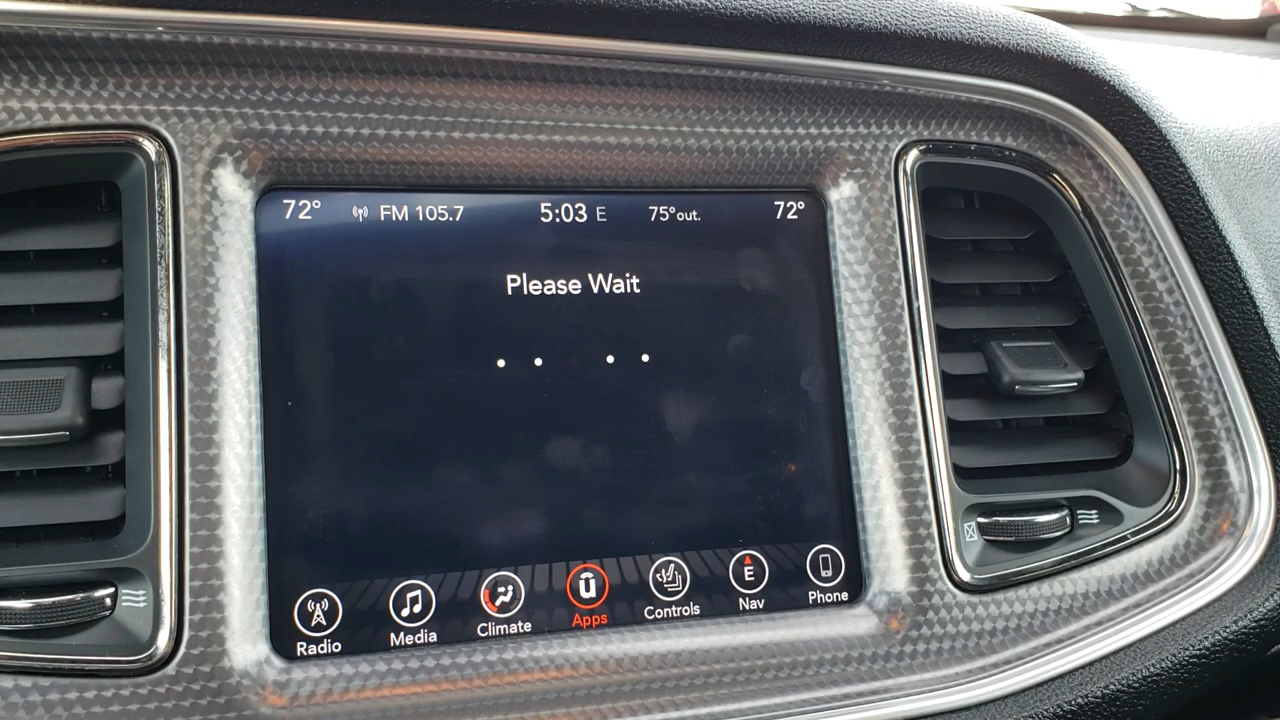 72° FM 105.7 5:03 E 75°out. 72°
Please Wait
Radio Media Climate Apps E Controls Nav Phone